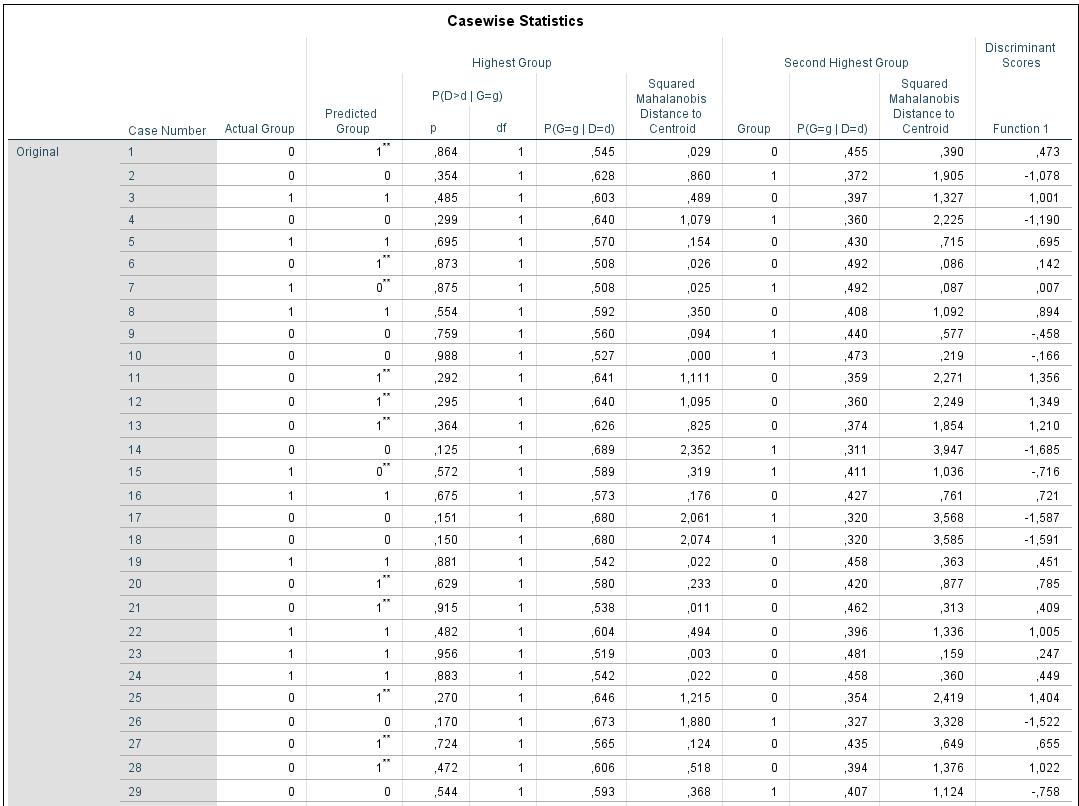 Casewise Statistics
Discriminant
Highest Group Second Highest Group Scores
Squared Squared
P(D>d | G=g) Mahalanobis Mahalanobis
Predicted Distance to Distance to
Case Number Actual Group Group p df P(G=g | D=d) Centroid Group P(G=g | D=d) Centroid Function 1
Original 1 0 1** ,864 1 ,545 ,029 0 ,455 ,390 ,473
2 0 0 ,354 1 ,628 ,860 1 ,372 1,905 -1,078
3 1 1 ,485 1 ,603 ,489 0 ,397 1,327 1,001
4 0 0 ,299 1 ,640 1,079 1 ,360 2,225 -1,190
5 1 1 ,695 1 ,570 ,154 0 ,430 ,715 ,695
6 0 1** ,873 1 ,508 ,026 0 ,492 ,086 ,142
7 1 0** ,875 1 ,508 ,025 1 ,492 ,087 ,007
8 1 1 ,554 1 ,592 ,350 0 ,408 1,092 ,894
9 0 0 ,759 1 ,560 ,094 1 ,440 ,577 -,458
10 0 0 ,988 1 ,527 ,000 1 ,473 ,219 -,166
11 0 1** ,292 1 ,641 1,111 0 ,359 2,271 1,356
12 0 1** ,295 1 ,640 1,095 0 ,360 2,249 1,349
13 0 1** ,364 1 ,626 ,825 0 ,374 1,854 1,210
14 0 0 ,125 1 ,689 2,352 1 ,311 3,947 -1,685
15 1 0** ,572 1 ,589 ,319 1 ,411 1,036 -,716
16 1 1 ,675 1 ,573 ,176 0 ,427 ,761 ,721
17 0 0 ,151 1 ,680 2,061 1 ,320 3,568 -1,587
18 0 0 ,150 1 ,680 2,074 1 ,320 3,585 -1,591
19 1 1 ,881 1 ,542 ,022 0 ,458 ,363 ,451
20 0 1** ,629 1 ,580 ,233 0 ,420 ,877 ,785
21 0 1** ,915 1 ,538 ,011 0 ,462 ,313 ,409
22 1 1 ,482 1 ,604 ,494 0 ,396 1,336 1,005
23 1 1 ,956 1 ,519 ,003 0 ,481 ,159 ,247
24 1 1 ,883 1 ,542 ,022 0 ,458 ,360 ,449
25 0 1** ,270 1 ,646 1,215 0 ,354 2,419 1,404
26 0 0 ,170 1 ,673 1,880 1 ,327 3,328 -1,522
27 0 1** ,724 1 ,565 ,124 0 ,435 ,649 ,655
28 0 1** ,472 1 ,606 ,518 0 ,394 1,376 1,022
29 0 0 ,544 1 ,593 ,368 1 ,407 1,124 -,758